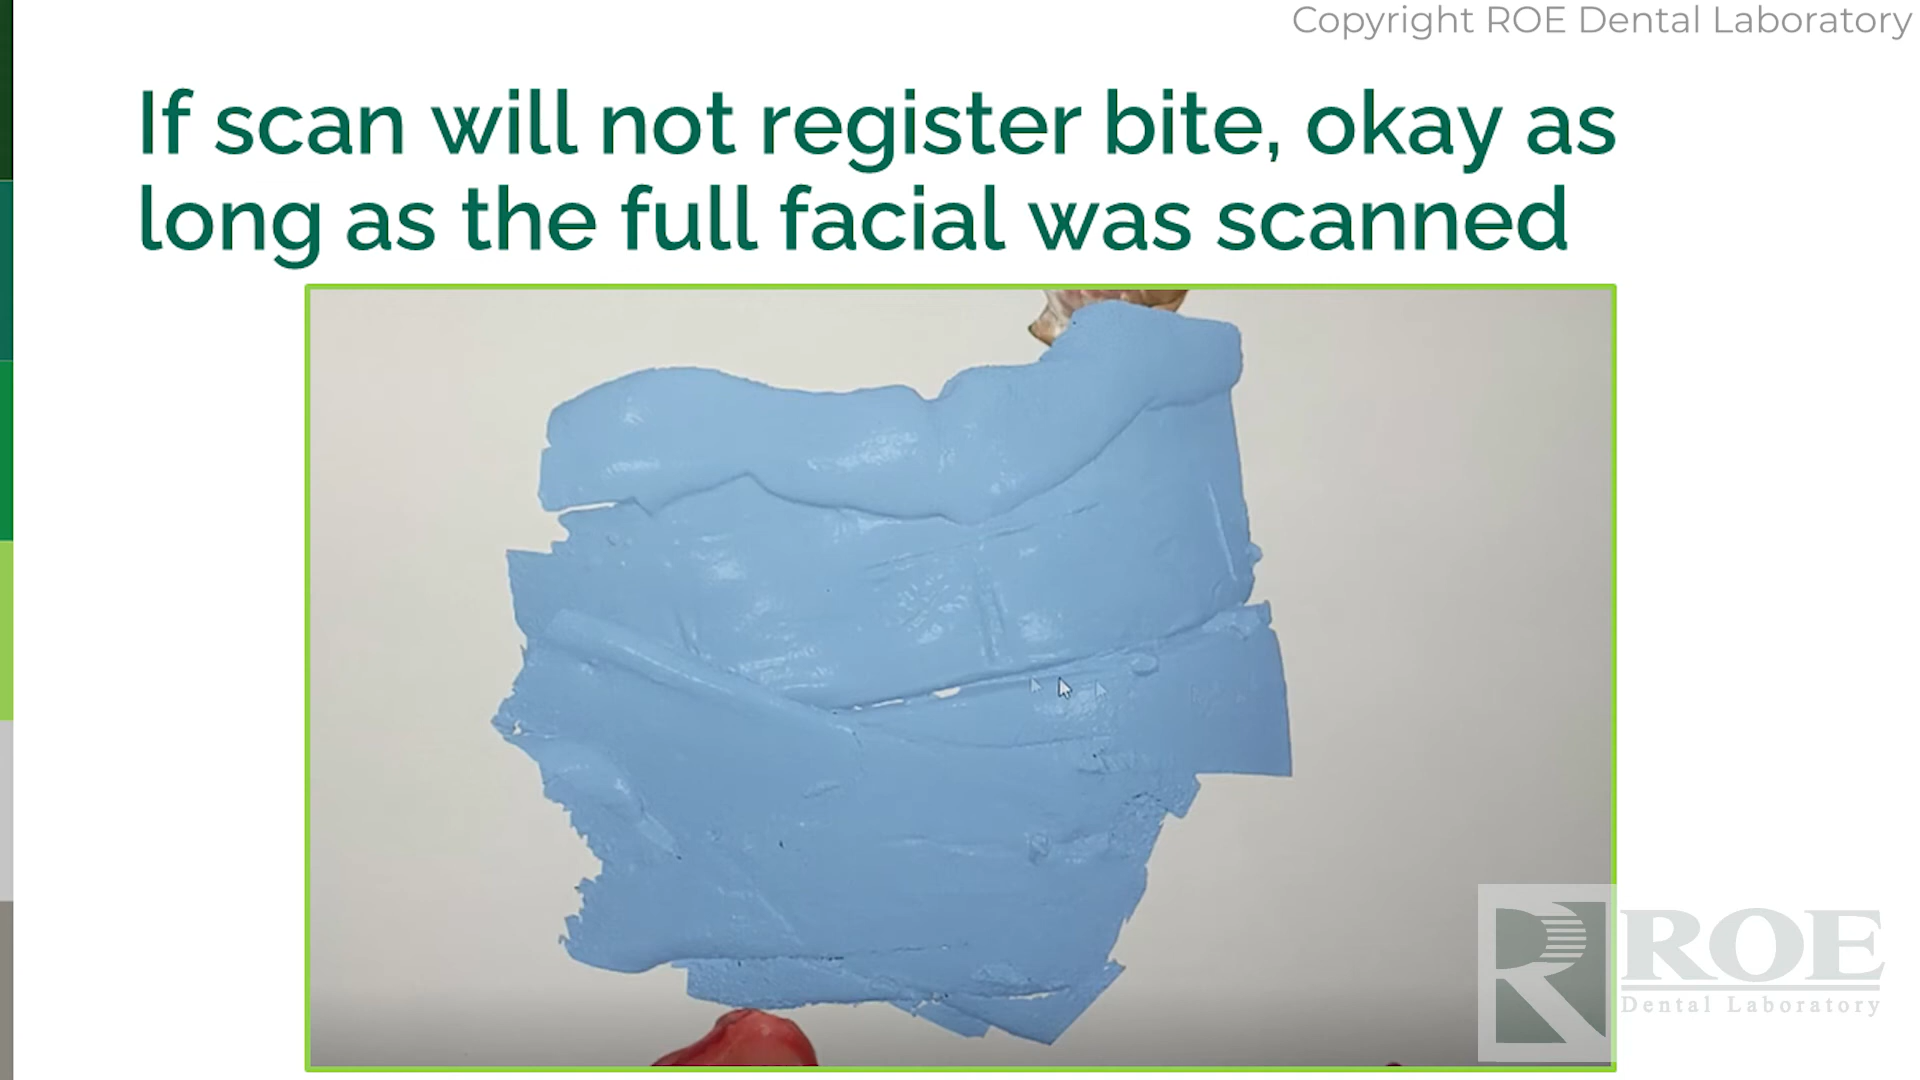 Copyright ROE Dental Laboratory
If scan will not register bite, okay as
long as the full facial was scanned
ROE
Dental Laboratory